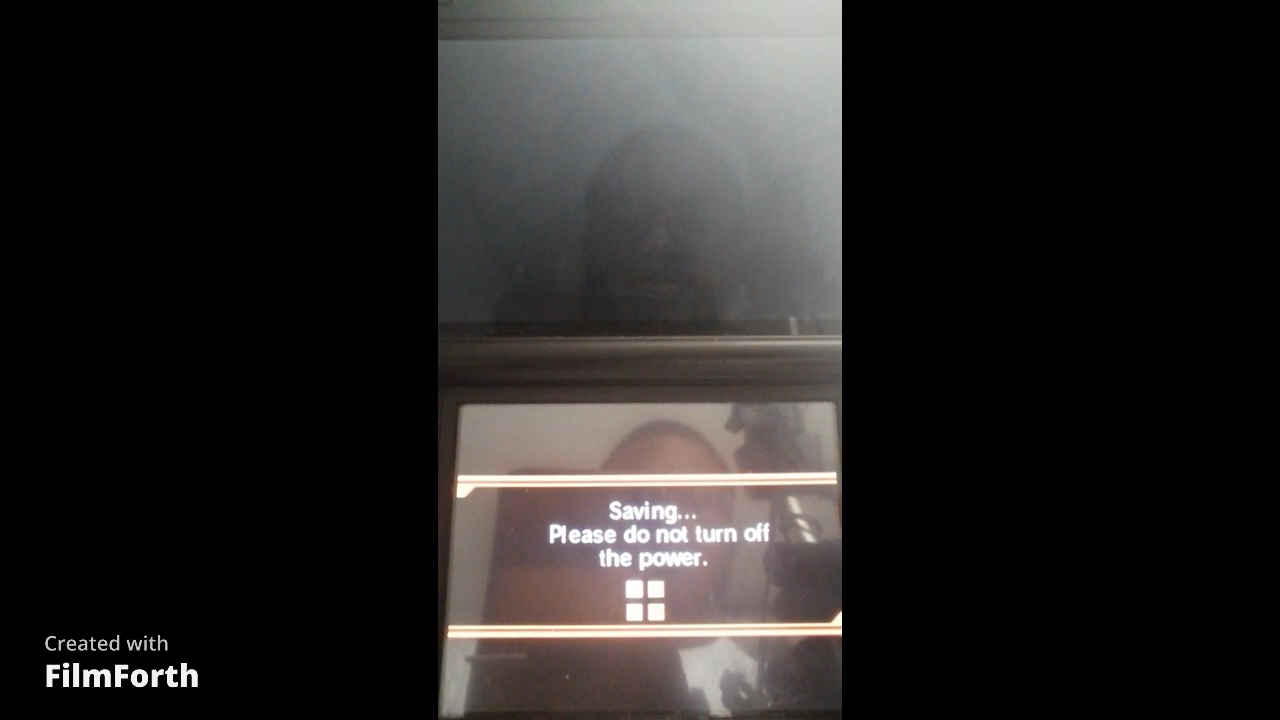 Saving...
Please do not turn off
the power.
Created with
FilmForth